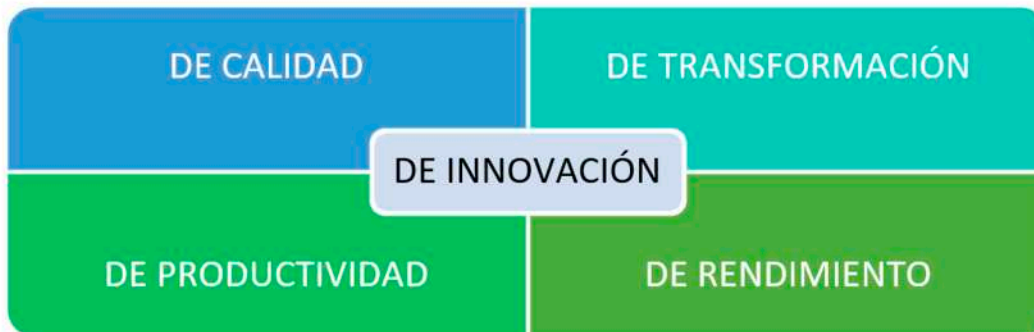 DE CALIDAD
DE TRANSFORMACIÓN
DE INNOVACIÓN
DE PRODUCTIVIDAD
DE RENDIMIENTO